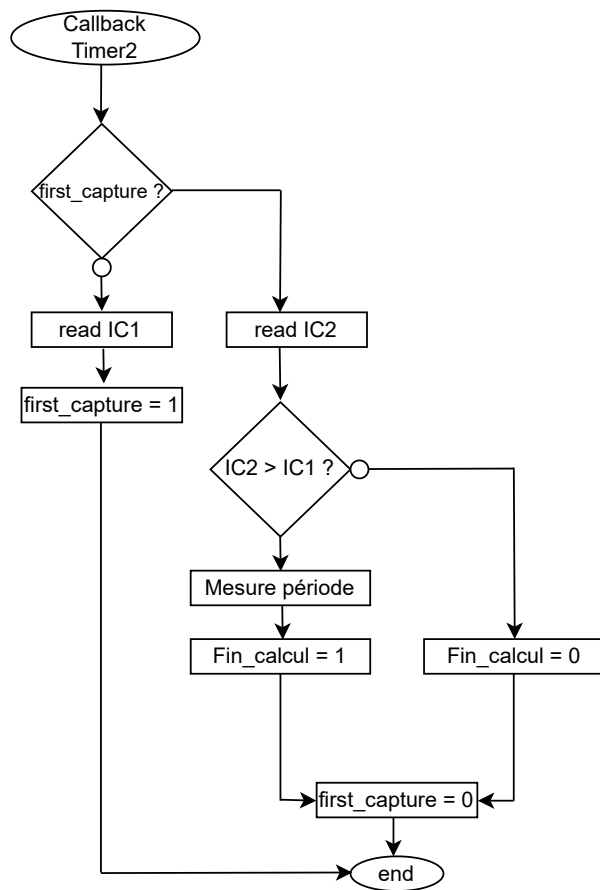 Callback
Timer2
first_capture ?
read IC1
read IC2
first_capture = 1
IC2 > IC1 ?
Mesure période
Fin_calcul = 1
Fin_calcul = 0
first_capture = 0
end